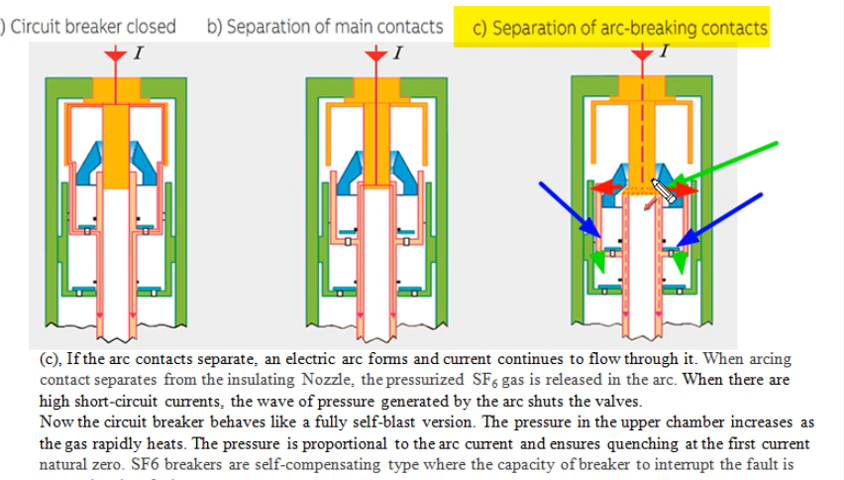 ) Circuit breaker closed
b) Separation of main contacts
c) Separation of arc-breaking contacts
I
I
I
(c), If the arc contacts separate, an electric arc forms and current continues to flow through it. When arcing
contact separates from the insulating Nozzle, the pressurized SF₆ gas is released in the arc. When there are
high short-circuit currents, the wave of pressure generated by the arc shuts the valves.
Now the circuit breaker behaves like a fully self-blast version. The pressure in the upper chamber increases as
the gas rapidly heats. The pressure is proportional to the arc current and ensures quenching at the first current
natural zero. SF6 breakers are self-compensating type where the capacity of breaker to interrupt the fault is